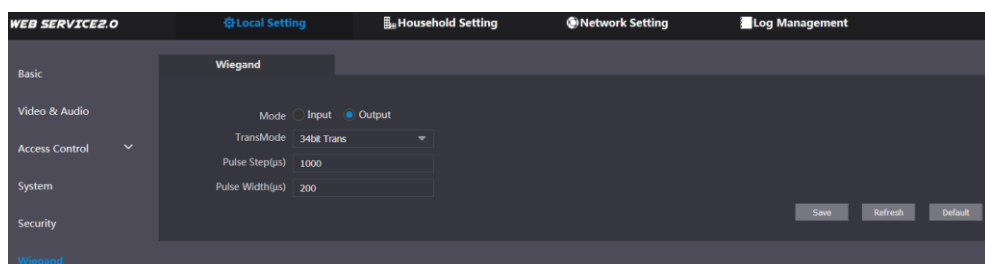 WEB SERVICE2.0 Local Setting Household Setting Network Setting Log Management
Basic
Video & Audio
Access Control
System
Security
Wiegand
Wiegand
Mode Input Output
TransMode 34bit Trans
Pulse Step(μs) 1000
Pulse Width(μs) 200
Save Refresh Default